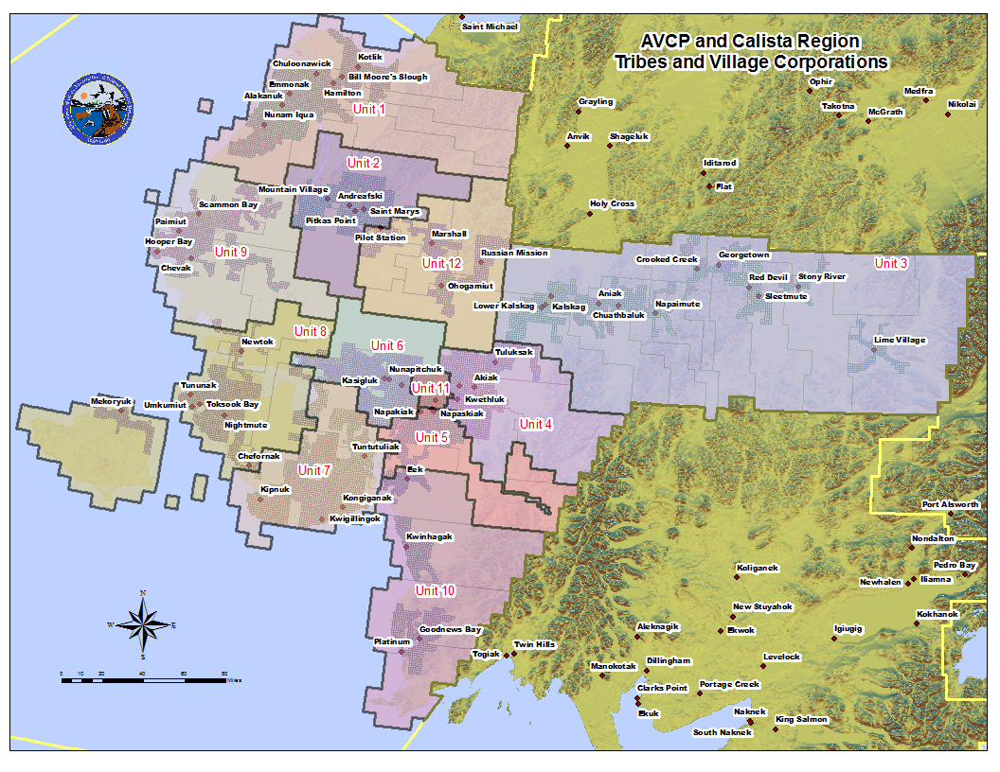 Saint Michael
AVCP and Calista Region
Tribes and Village Corporations
Kotlik
Chuloonawick
Bill Moore's Slough
Emmonak
Hamilton
Alakanuk
Unit 1
Nunam Iqua
Ophir
Medfra
Grayling
Takotna
Nikolai
McGrath
Anvik
Shageluk
Unit 2
Iditarod
Mountain Village
Flat
Andreafski
Scammon Bay
Saint Marys
Holy Cross
Paimiut
Pitkas Point
Pilot Station
Marshall
Hooper Bay
Unit 9
Russian Mission
Georgetown
Crooked Creek
Unit 3
Chevak
Unit 12
Red Devil
Stony River
Ohogamiut
Aniak
Sleetmute
Lower Kalskag
Kalskag
Napaimute
Chuathbaluk
Unit 8
Newtok
Unit 6
Lime Village
Tuluksak
Nunapitchuk
Kasigluk
Akiak
Tununak
Unit 11
Mekoryuk
Umkumiut
Toksook Bay
Kwethluk
Napakiak
Napaskiak
Nightmute
Unit 4
Unit 5
Tuntutuliak
Chefornak
Unit 7
Eek
Kipnuk
Kongiganak
Port Alsworth
Kwigillingok
Kwinhagak
Nondalton
Pedro Bay
Koliganek
Newhalen
Iliamna
Unit 10
N
W
E
S
New Stuyahok
Kokhanok
Goodnews Bay
Aleknagik
Ekwok
Igiugig
Platinum
Twin Hills
Togiak
Levelock
Manokotak
Dillingham
0 10 20 40 60 80
Miles
Clarks Point
Portage Creek
Ekuk
Naknek
King Salmon
South Naknek